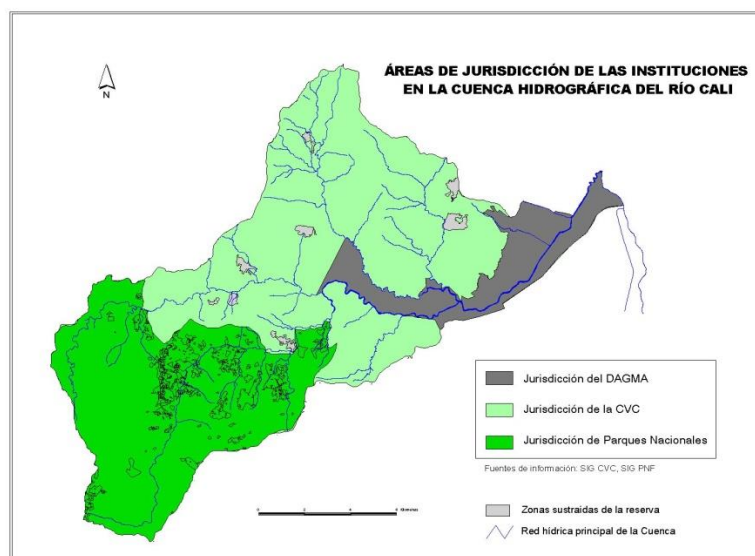 ÁREAS DE JURISDICCIÓN DE LAS INSTITUCIONES
EN LA CUENCA HIDROGRÁFICA DEL RÍO CALI
N
Jurisdicción del DAGMA
Jurisdicción de la CVC
Jurisdicción de Parques Nacionales
Fuentes de información: SIG CVC, SIG PNF
Zonas sustraidas de la reserva
Red hídrica principal de la Cuenca